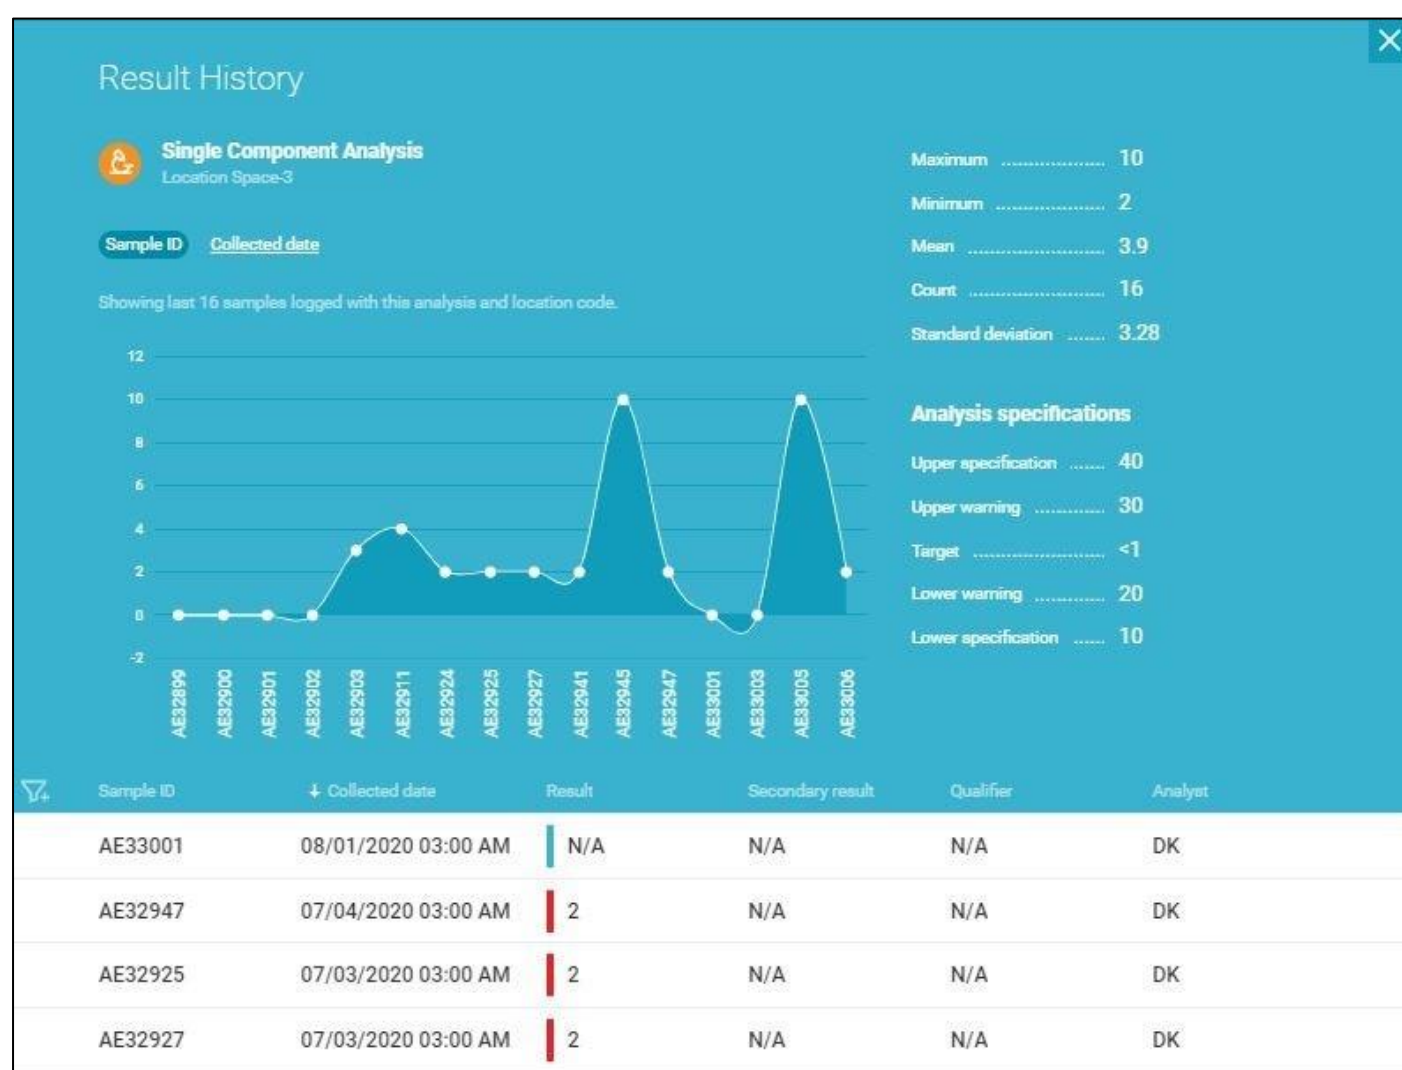 Result History
Single Component Analysis
Location Space-3
Sample ID Collected date
Showing last 16 samples logged with this analysis and location code.
Maximum .................... 10
Minimum .................... 2
Mean ......................... 3.9
Count ......................... 16
Standard deviation ....... 3.28
Analysis specifications
Upper specification ....... 40
Upper warning ............. 30
Target ........................ <1
Lower warning ............. 20
Lower specification ...... 10
12
10
8
6
4
2
0
-2
AE32899
AE32900
AE32901
AE32902
AE32903
AE32911
AE32924
AE32925
AE32927
AE32941
AE32945
AE32947
AE33001
AE33003
AE33005
AE33006
Sample ID Collected date Result Secondary result Qualifier Analyst
AE33001 08/01/2020 03:00 AM N/A N/A N/A DK
AE32947 07/04/2020 03:00 AM 2 N/A N/A DK
AE32925 07/03/2020 03:00 AM 2 N/A N/A DK
AE32927 07/03/2020 03:00 AM 2 N/A N/A DK